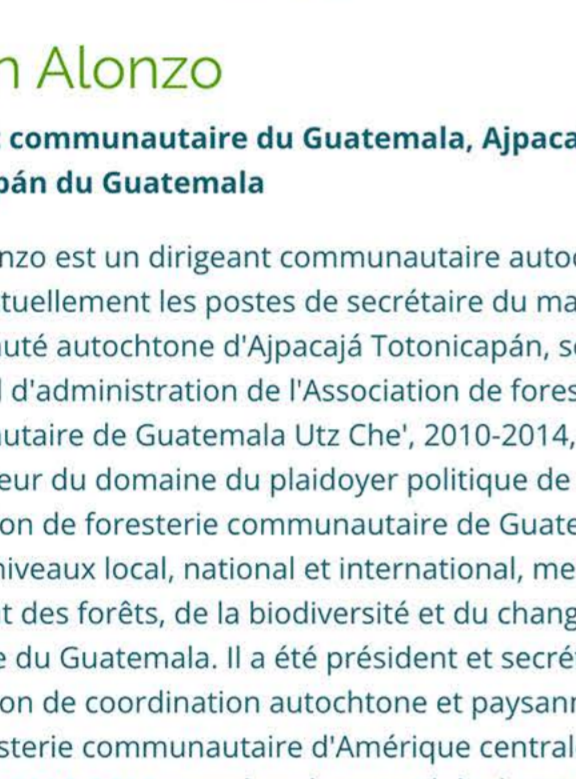 n Alonzo
t communautaire du Guatemala, Ajpaca
pán du Guatemala
nzo est un dirigeant communautaire auto
tuellement les postes de secrétaire du ma
uté autochtone d'Ajpacajá Totonicapán, s
l d'administration de l'Association de fores
utaire de Guatemala Utz Che', 2010-2014,
eur du domaine du plaidoyer politique de
on de foresterie communautaire de Guate
niveaux local, national et international, me
t des forêts, de la biodiversité et du chang
e du Guatemala. Il a été président et secré
on de coordination autochtone et paysann
sterie communautaire d'Amérique central